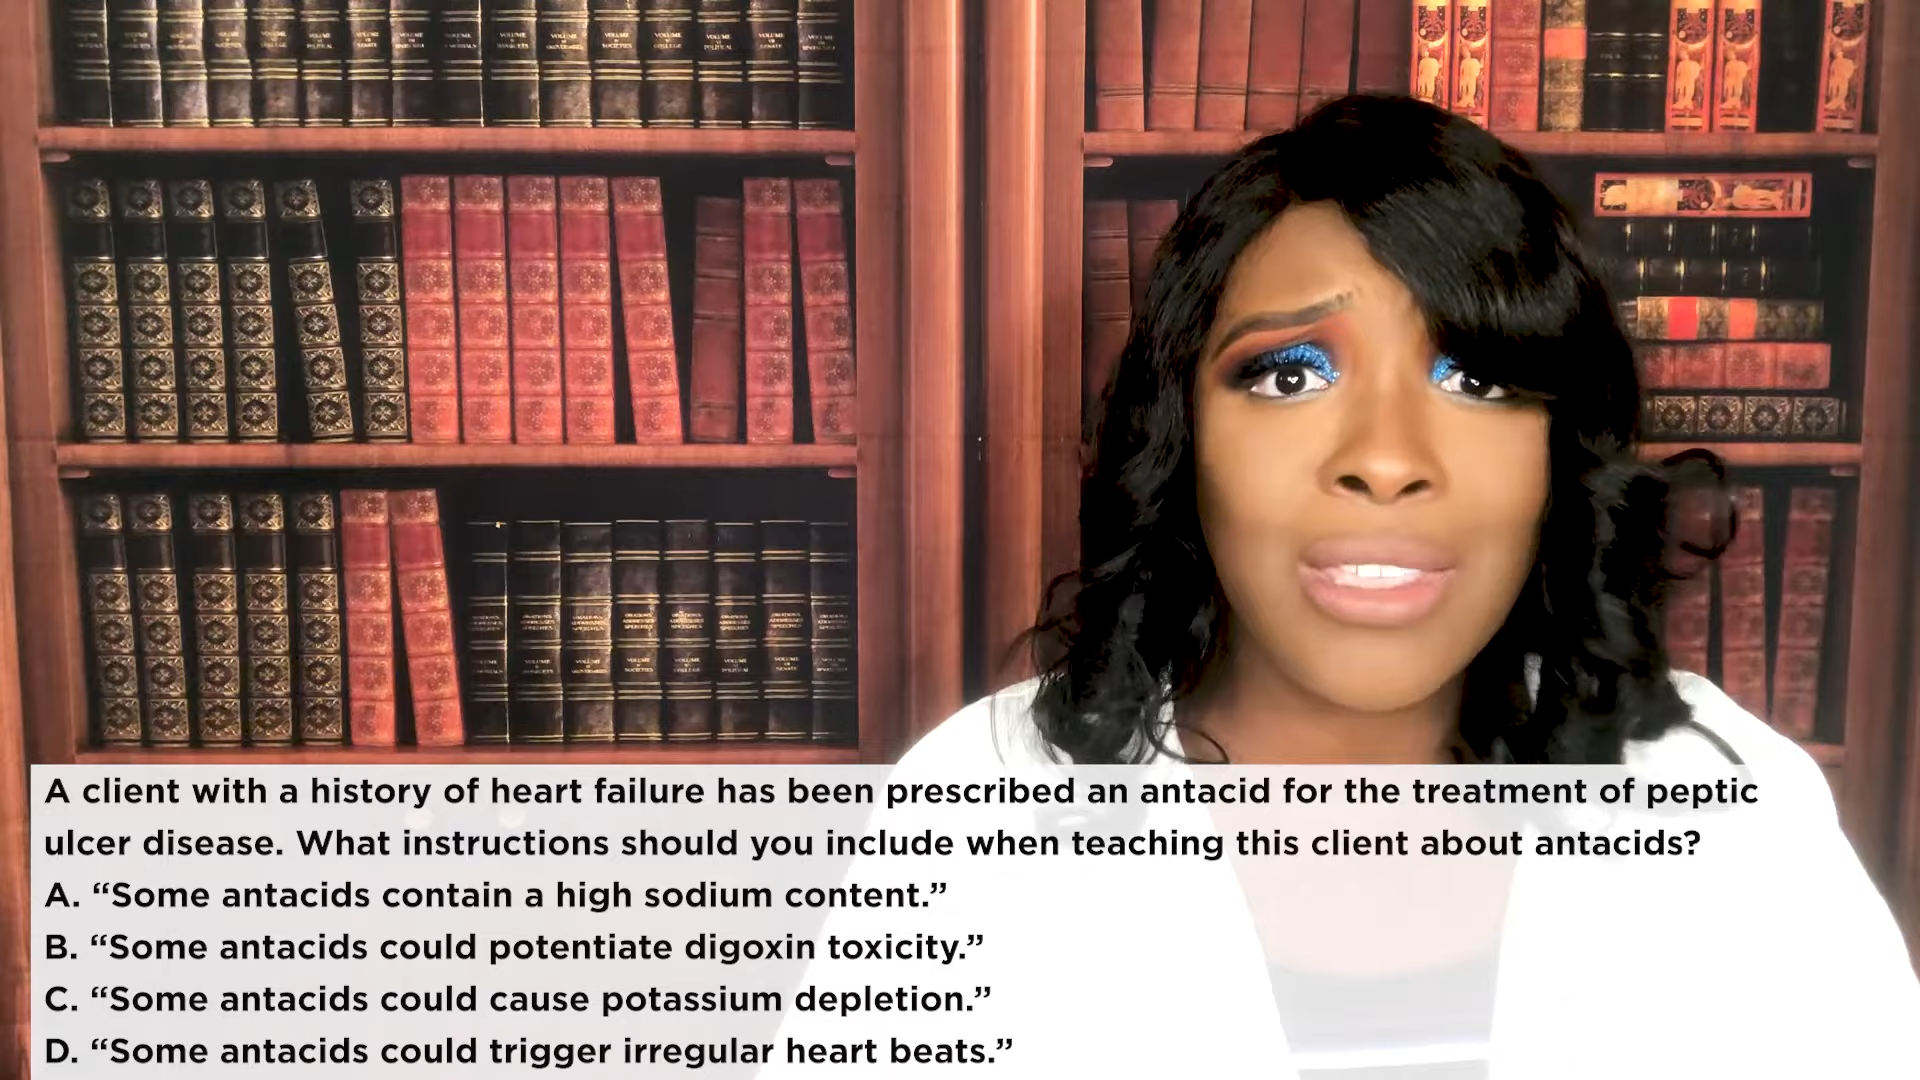 A client with a history of heart failure has been prescribed an antacid for the treatment of peptic
ulcer disease. What instructions should you include when teaching this client about antacids?
A. “Some antacids contain a high sodium content.”
B. “Some antacids could potentiate digoxin toxicity.”
C. “Some antacids could cause potassium depletion.”
D. “Some antacids could trigger irregular heart beats.”